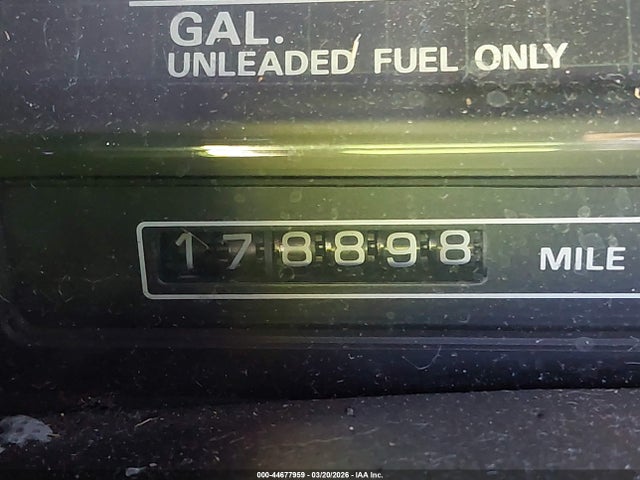 GAL.
UNLEADED FUEL ONLY
178898 MILE
000-44677959 - 03/20/2026 - IAA Inc.